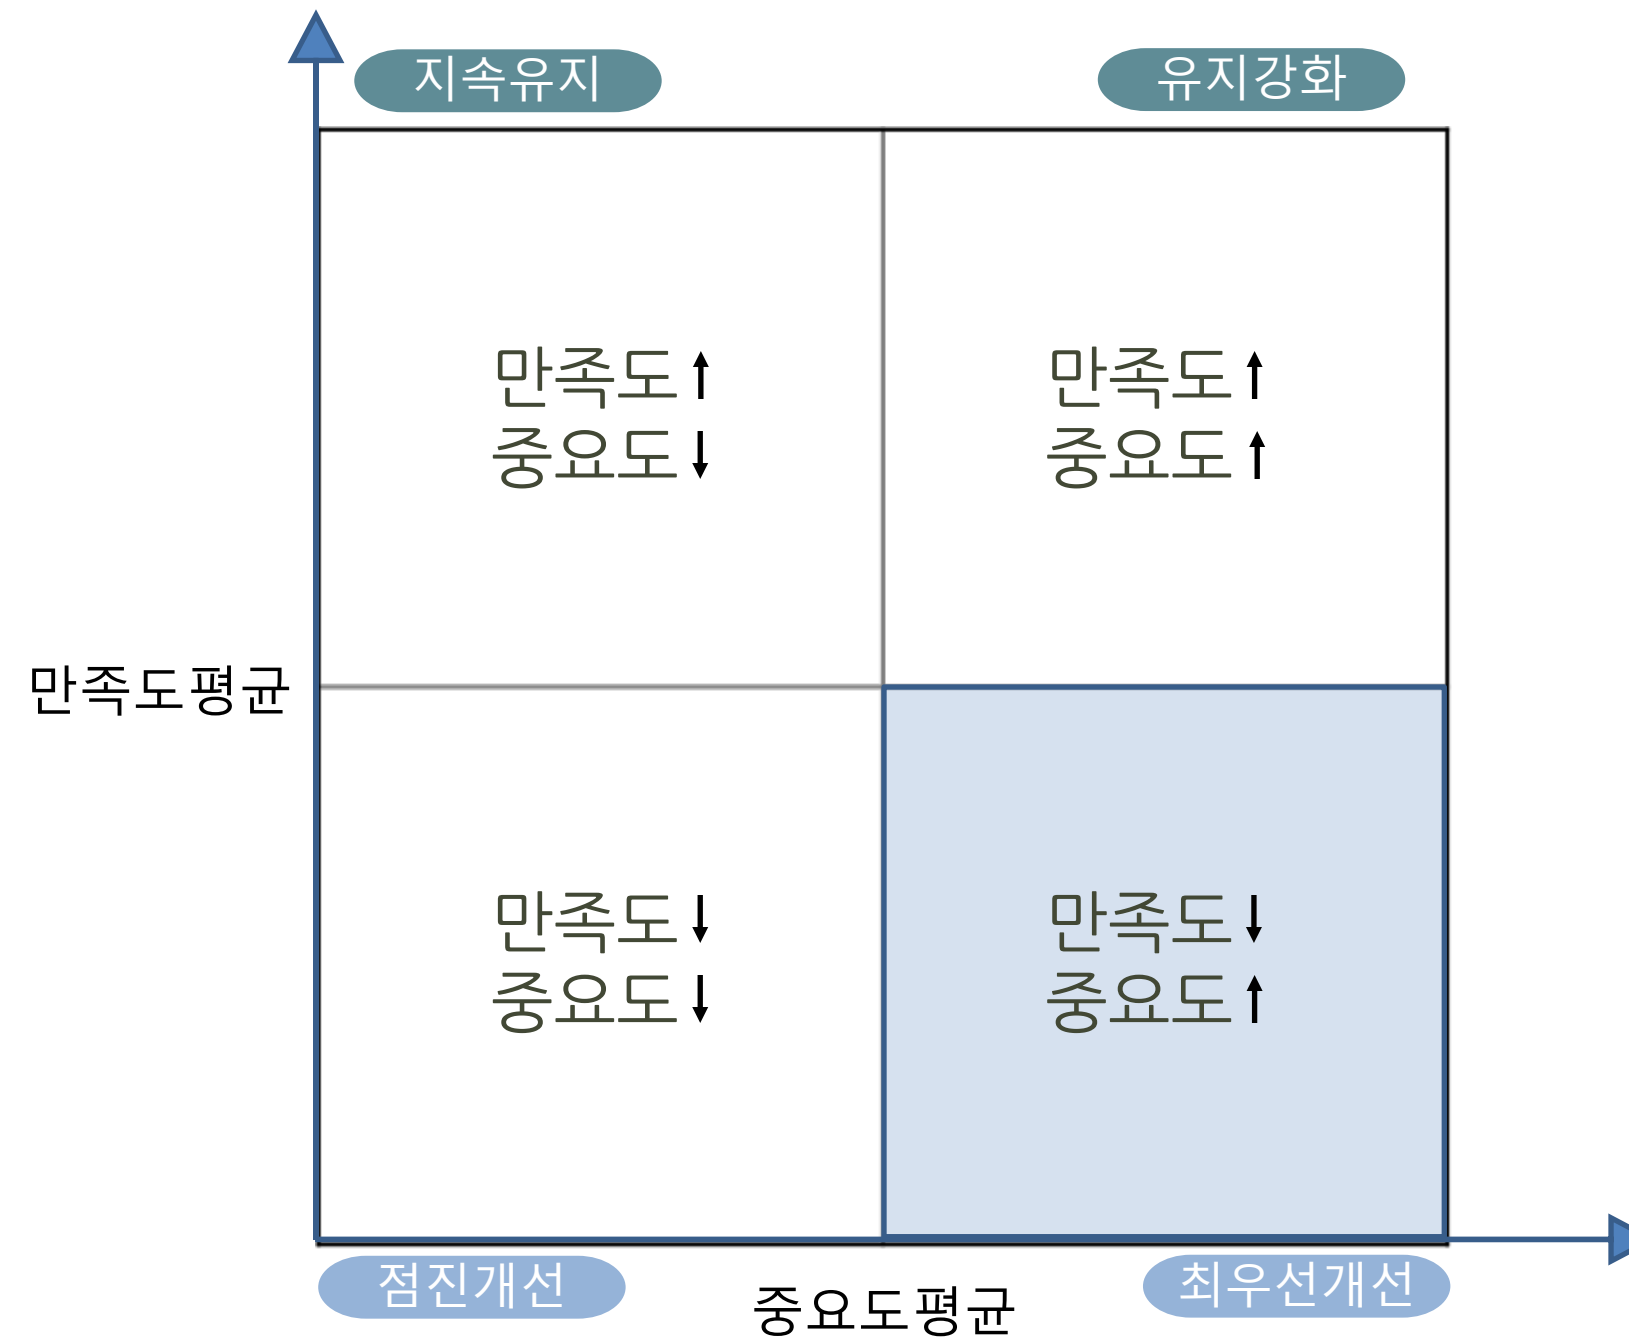 지속유지
유지강화
만족도↑
중요도↓
만족도↑
중요도↑
만족도평균
만족도↓
중요도↓
만족도↓
중요도↑
점진개선
중요도평균
최우선개선